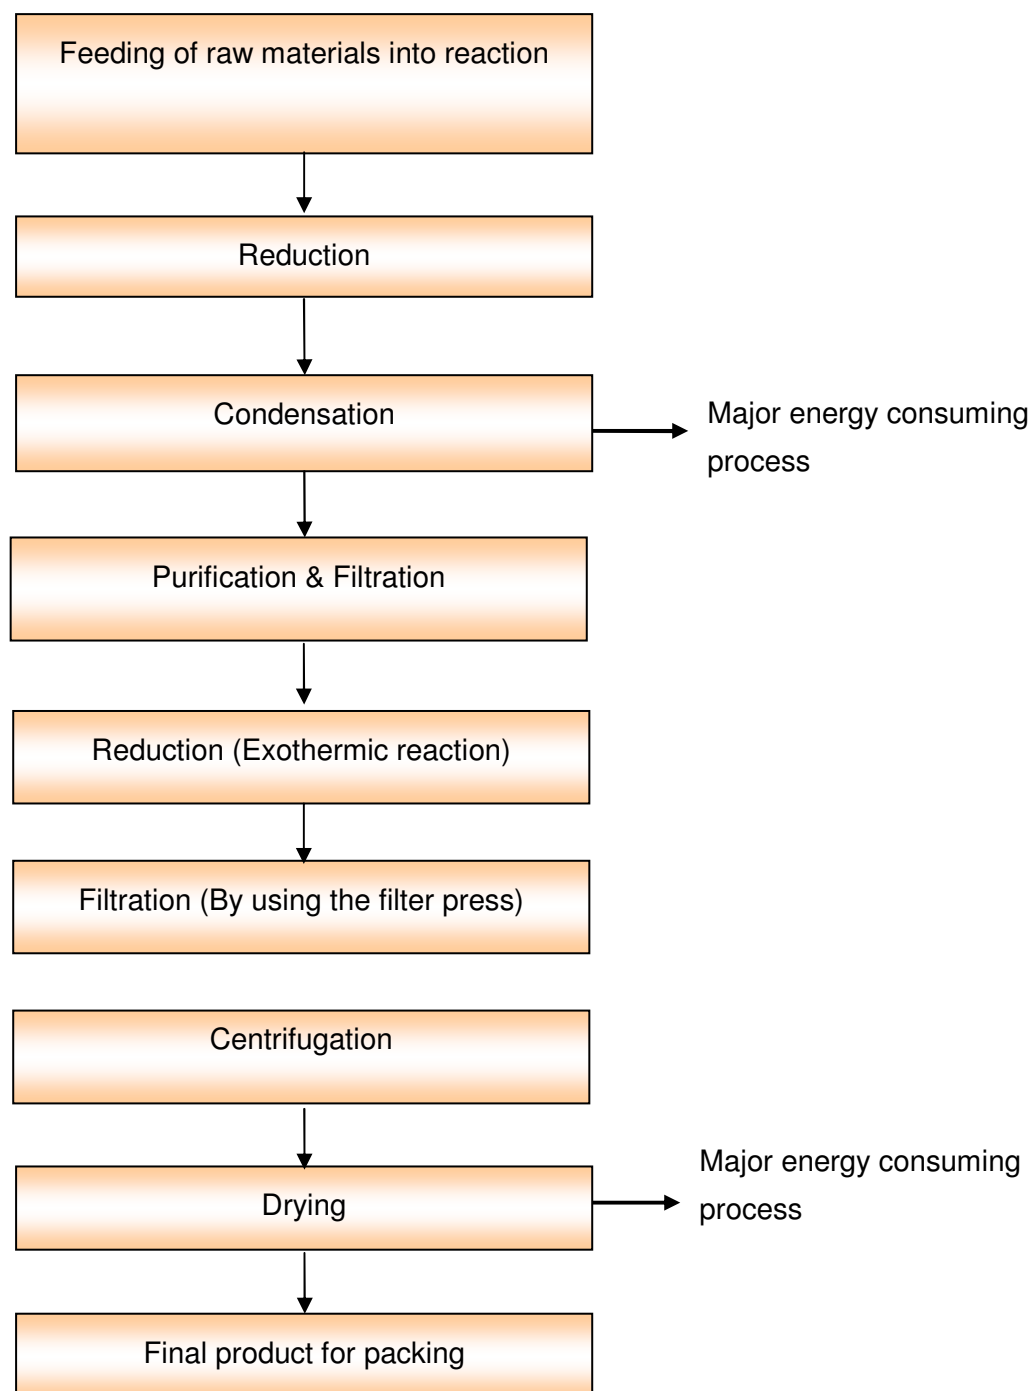 Feeding of raw materials into reaction
Reduction
Condensation
Major energy consuming
process
Purification & Filtration
Reduction (Exothermic reaction)
Filtration (By using the filter press)
Centrifugation
Major energy consuming
process
Drying
Final product for packing